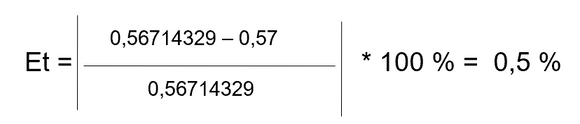 0,56714329 – 0,57
Et = | | * 100 % = 0,5 %
0,56714329